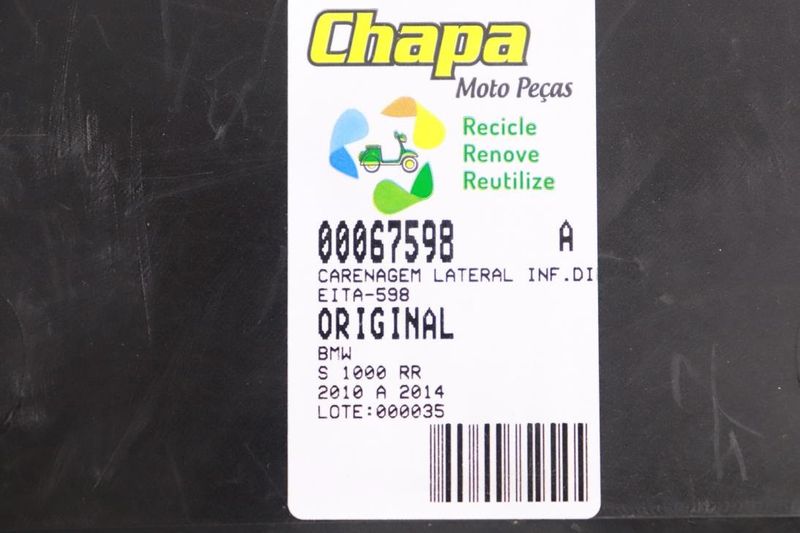 Chapa
Moto Peças
Recicle
Renove
Reutilize
00067598 A
CARENAGEM LATERAL INF.DI
EITA-598
ORIGINAL
BMW
S 1000 RR
2010 A 2014
LOTE:000035